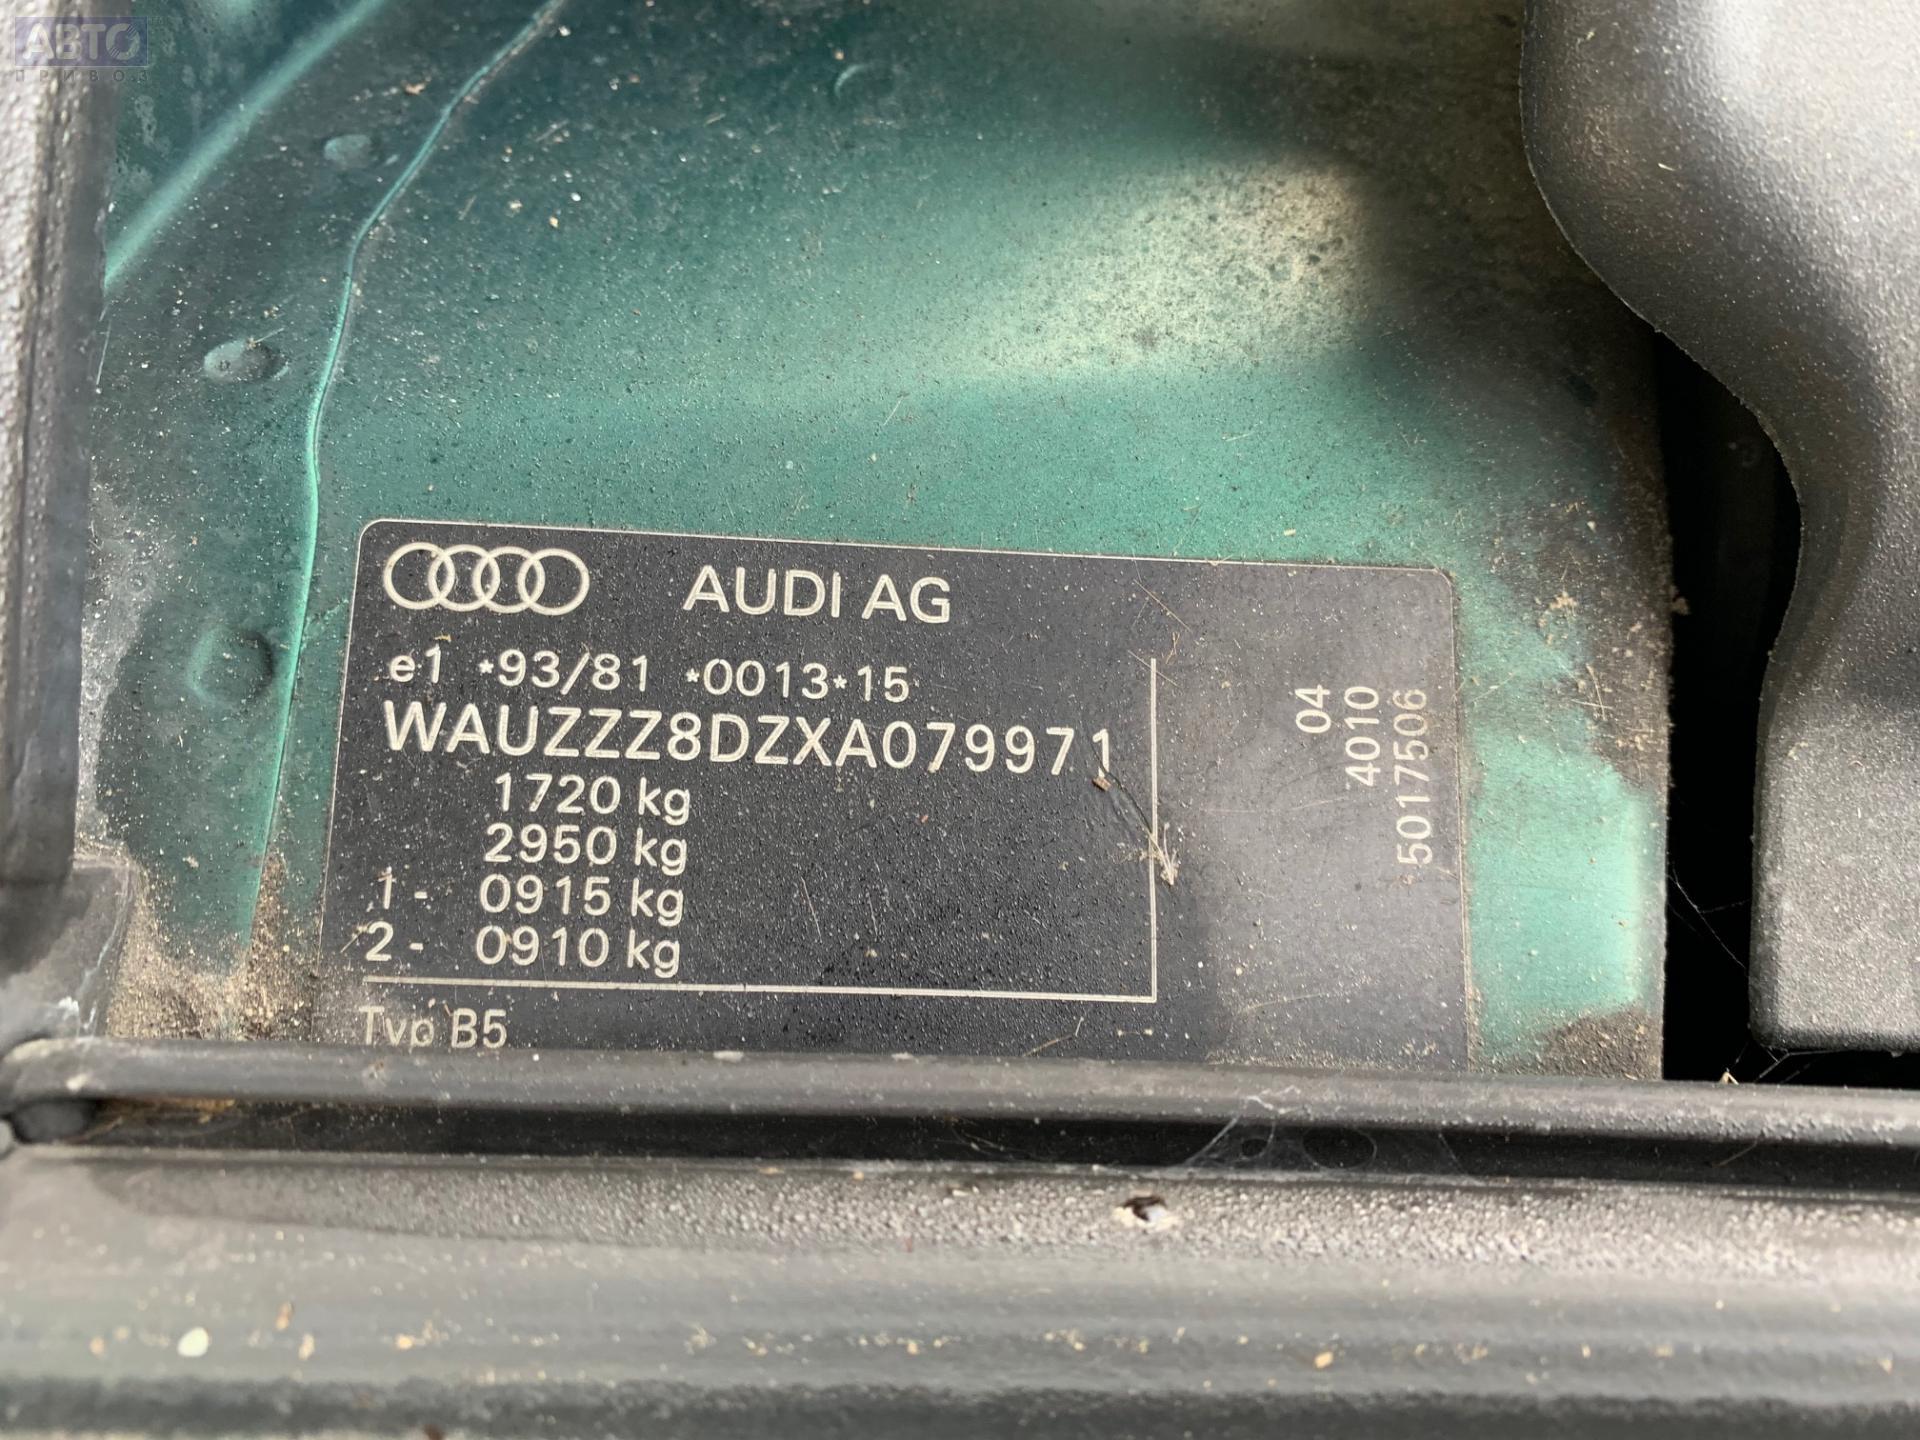 АВТО
ПРИВОЗ
AUDI AG
e1 *93/81 *0013*15
WAUZZZ8DZXA079971
1720 kg
2950 kg
1- 0915 kg
2- 0910 kg
Typ B5
04
4010
5017506